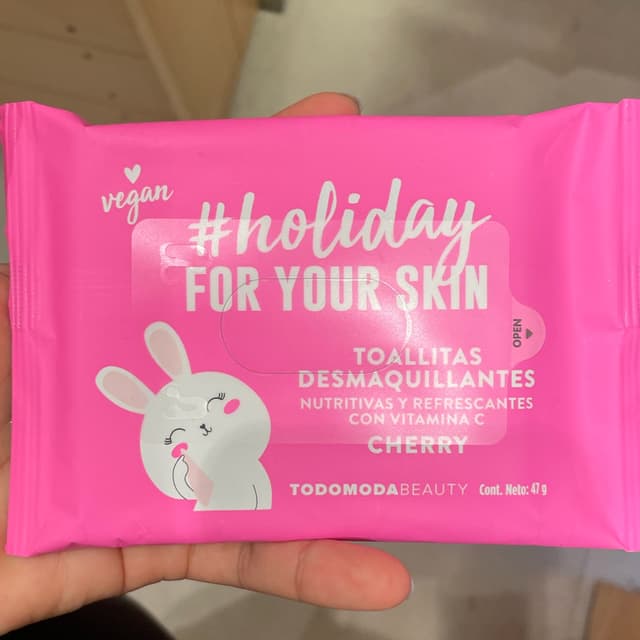 vegan
#holiday
FOR YOUR SKIN
OPEN
TOALLITAS
DESMAQUILLANTES
NUTRITIVAS Y REFRESCANTES
CON VITAMINA C
CHERRY
TODOMODABEAUTY Cont. Neto: 47 g